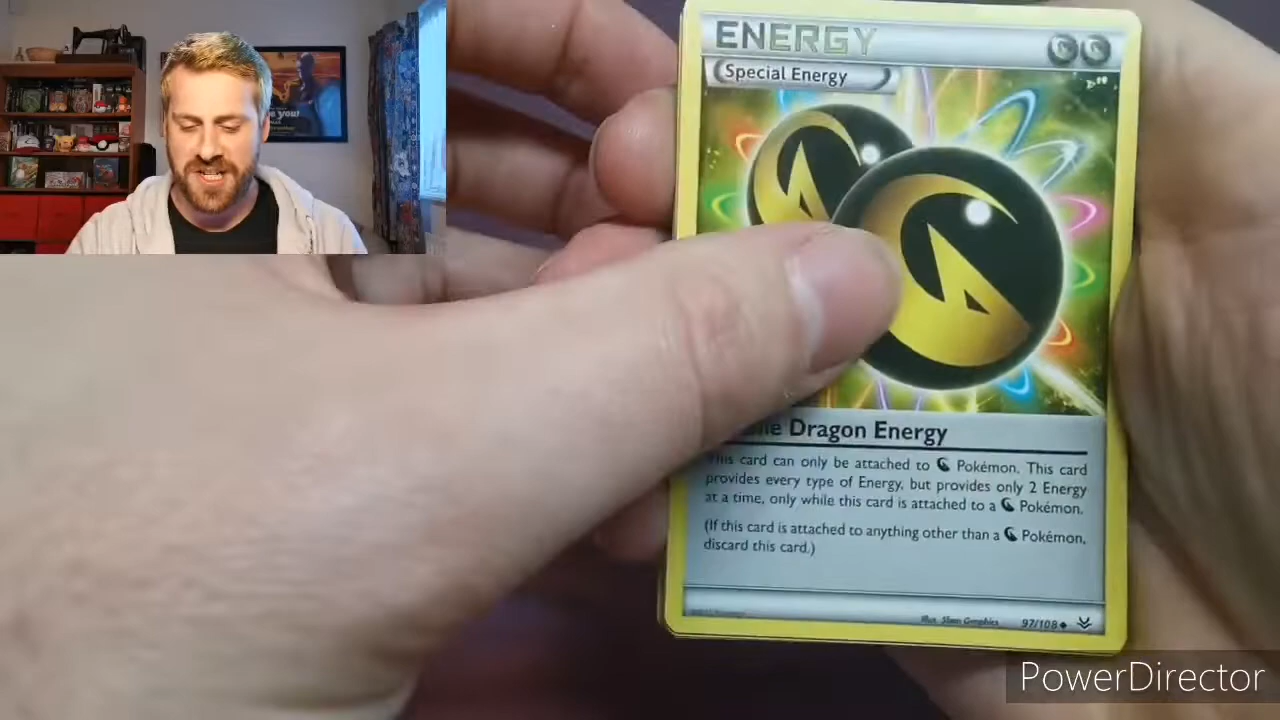 you!
ENERGY
Special Energy
Dragon Energy
This card can only be attached to Pokémon. This card
provides every type of Energy, but provides only 2 Energy
at a time, only while this card is attached to a Pokémon.
(If this card is attached to anything other than a Pokémon,
discard this card.)
Illus. 5ban Graphics
97/108
PowerDirector